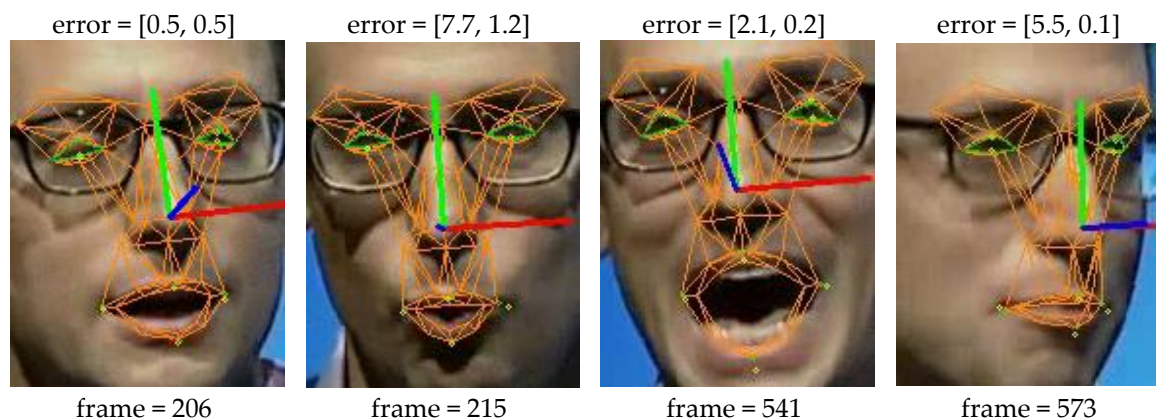 error = [0.5, 0.5]
error = [7.7, 1.2]
error = [2.1, 0.2]
error = [5.5, 0.1]
frame = 206
frame = 215
frame = 541
frame = 573